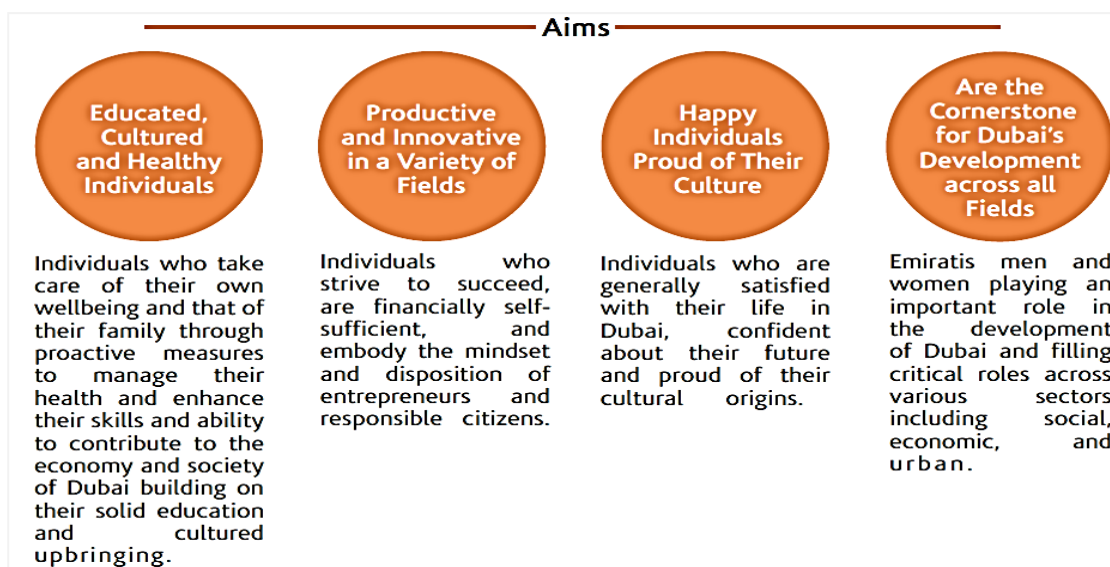 Aims
Educated,
Cultured
and Healthy
Individuals
Individuals who take
care of their own
wellbeing and that of
their family through
proactive measures
to manage their
health and enhance
their skills and ability
to contribute to the
economy and society
of Dubai building on
their solid education
and cultured
upbringing.
Productive
and Innovative
in a Variety of
Fields
Individuals who
strive to succeed,
are financially self-
sufficient, and
embody the mindset
and disposition of
entrepreneurs and
responsible citizens.
Happy
Individuals
Proud of Their
Culture
Individuals who are
generally satisfied
with their life in
Dubai, confident
about their future
and proud of their
cultural origins.
Are the
Cornerstone
for Dubai's
Development
across all
Fields
Emiratis men and
women playing an
important role in
the development
of Dubai and filling
critical roles across
various sectors
including social,
economic, and
urban.